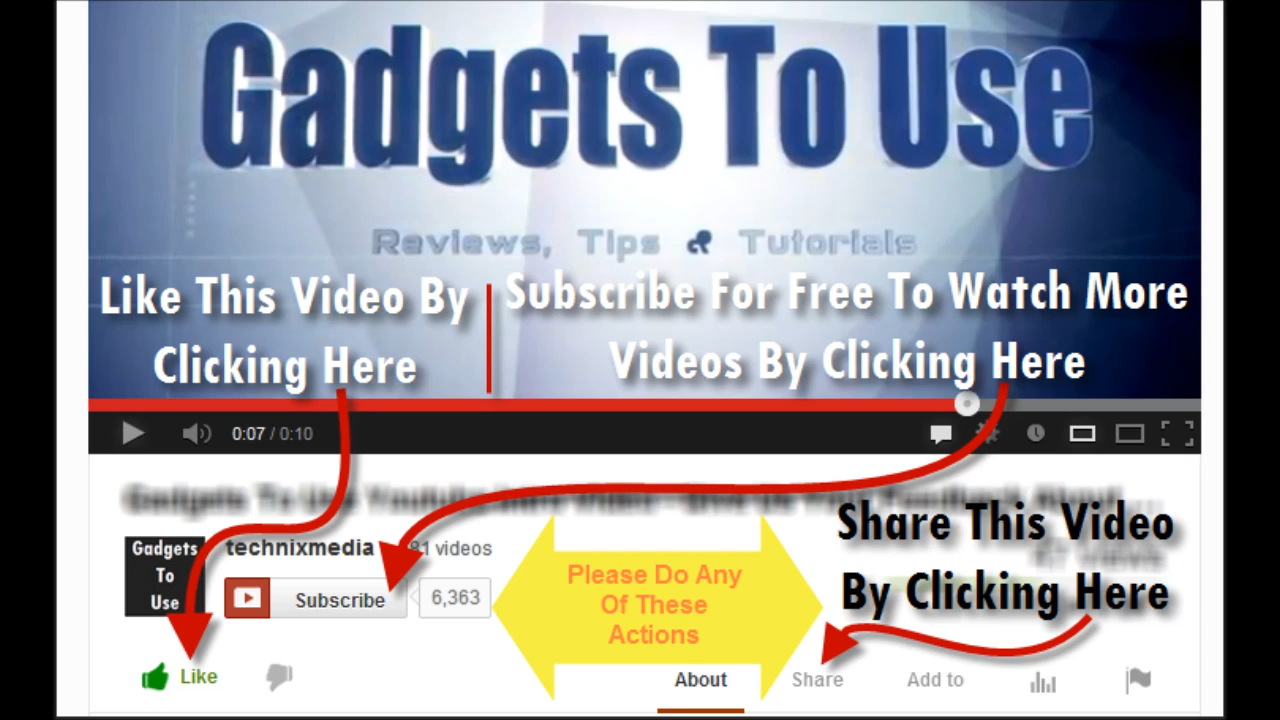 Gadgets To Use
Reviews, Tips & Tutorials
Like This Video By
Clicking Here
Subscribe For Free To Watch More
Videos By Clicking Here
0:07 / 0:10
Share This Video
By Clicking Here
Gadgets
To
Use
technixmedia
81 videos
Subscribe
6,363
Please Do Any
Of These
Actions
Like
About
Share
Add to